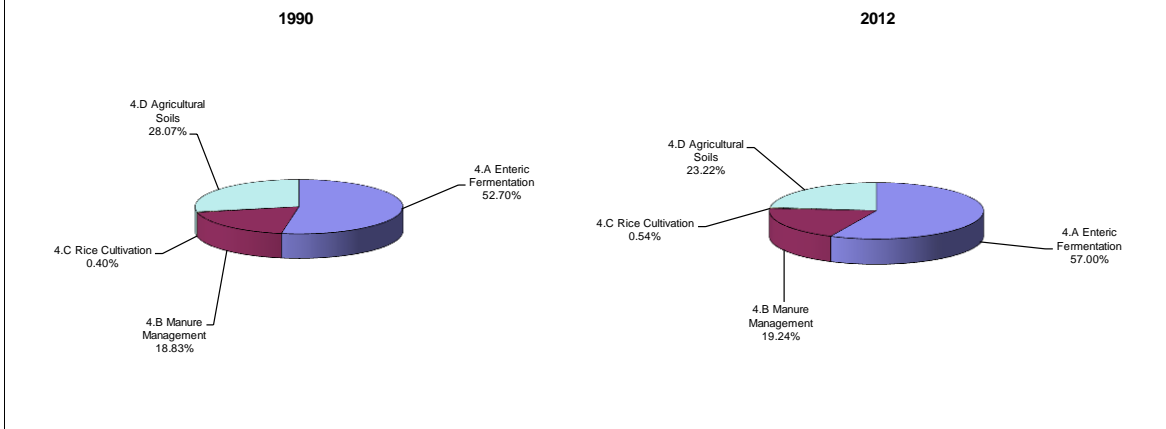 1990
4.D Agricultural
Soils
28.07%
4.A Enteric
Fermentation
52.70%
4.C Rice Cultivation
0.40%
4.B Manure
Management
18.83%
2012
4.D Agricultural
Soils
23.22%
4.C Rice Cultivation
0.54%
4.A Enteric
Fermentation
57.00%
4.B Manure
Management
19.24%